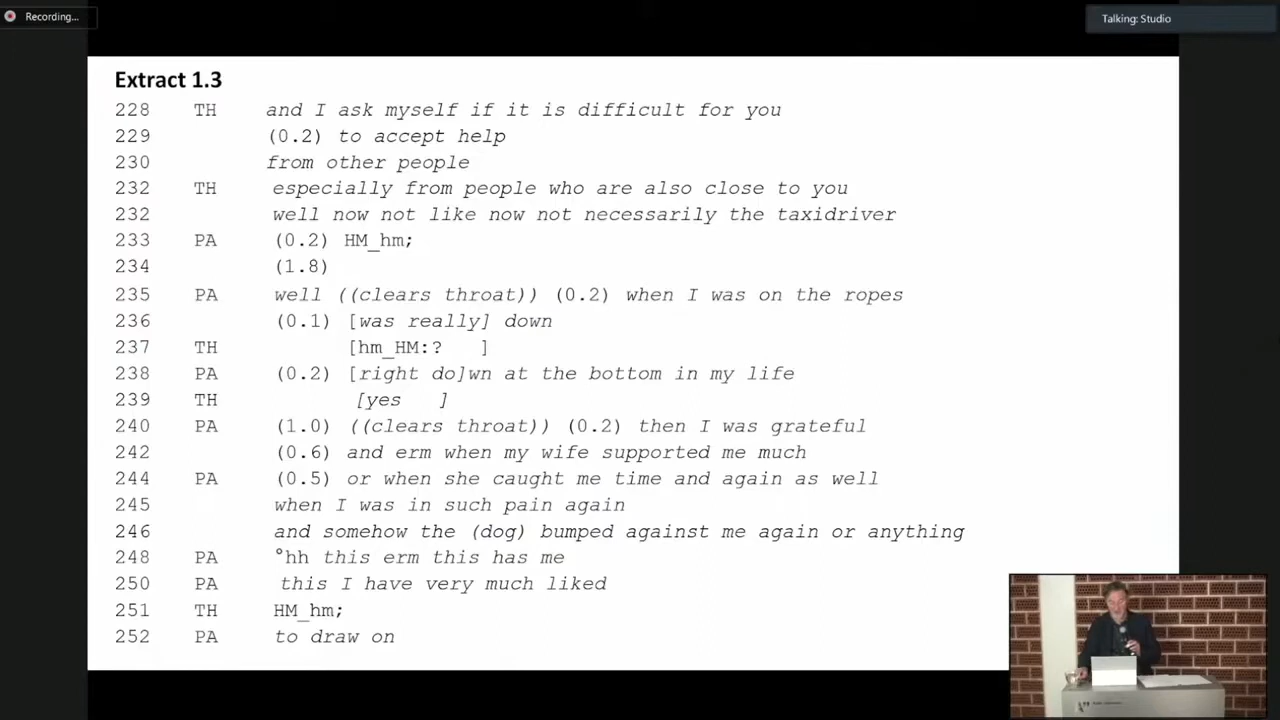 Recording...
Talking: Studio
Extract 1.3
228 TH and I ask myself if it is difficult for you
229 (0.2) to accept help
230 from other people
232 TH especially from people who are also close to you
232 well now not like now not necessarily the taxidriver
233 PA (0.2) HM_hm;
234 (1.8)
235 PA well ((clears throat)) (0.2) when I was on the ropes
236 (0.1) [was really] down
237 TH [hm_HM:? ]
238 PA (0.2) [right do]wn at the bottom in my life
239 TH [yes ]
240 PA (1.0) ((clears throat)) (0.2) then I was grateful
242 (0.6) and erm when my wife supported me much
244 PA (0.5) or when she caught me time and again as well
245 when I was in such pain again
246 and somehow the (dog) bumped against me again or anything
248 PA °hh this erm this has me
250 PA this I have very much liked
251 TH HM_hm;
252 PA to draw on